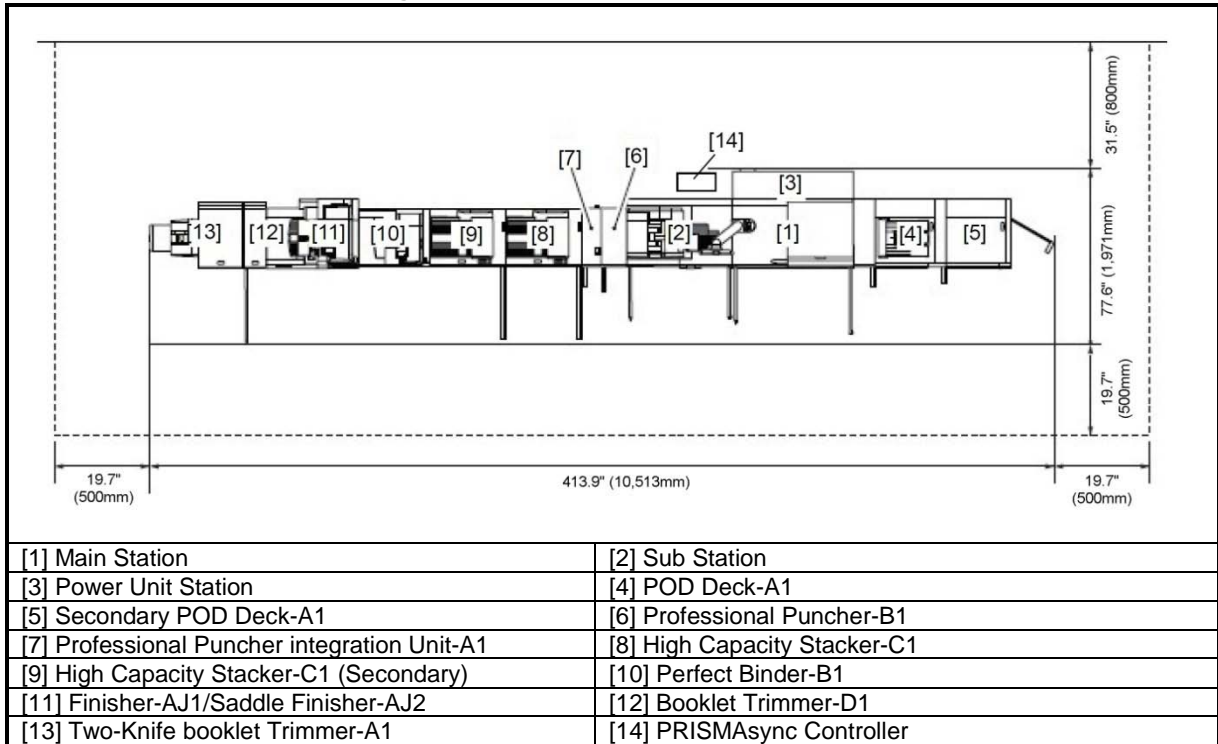 31.5" (800mm)
[14]
[7]
[6]
[3]
[13]
[12]
[11]
[10]
[9]
[8]
[2]
[1]
[4]
[5]
77.6" (1,971mm)
19.7"
(500mm)
19.7"
(500mm)
413.9" (10,513mm)
19.7"
(500mm)
[1] Main Station
[2] Sub Station
[3] Power Unit Station
[4] POD Deck-A1
[5] Secondary POD Deck-A1
[6] Professional Puncher-B1
[7] Professional Puncher integration Unit-A1
[8] High Capacity Stacker-C1
[9] High Capacity Stacker-C1 (Secondary)
[10] Perfect Binder-B1
[11] Finisher-AJ1/Saddle Finisher-AJ2
[12] Booklet Trimmer-D1
[13] Two-Knife booklet Trimmer-A1
[14] PRISMAsync Controller